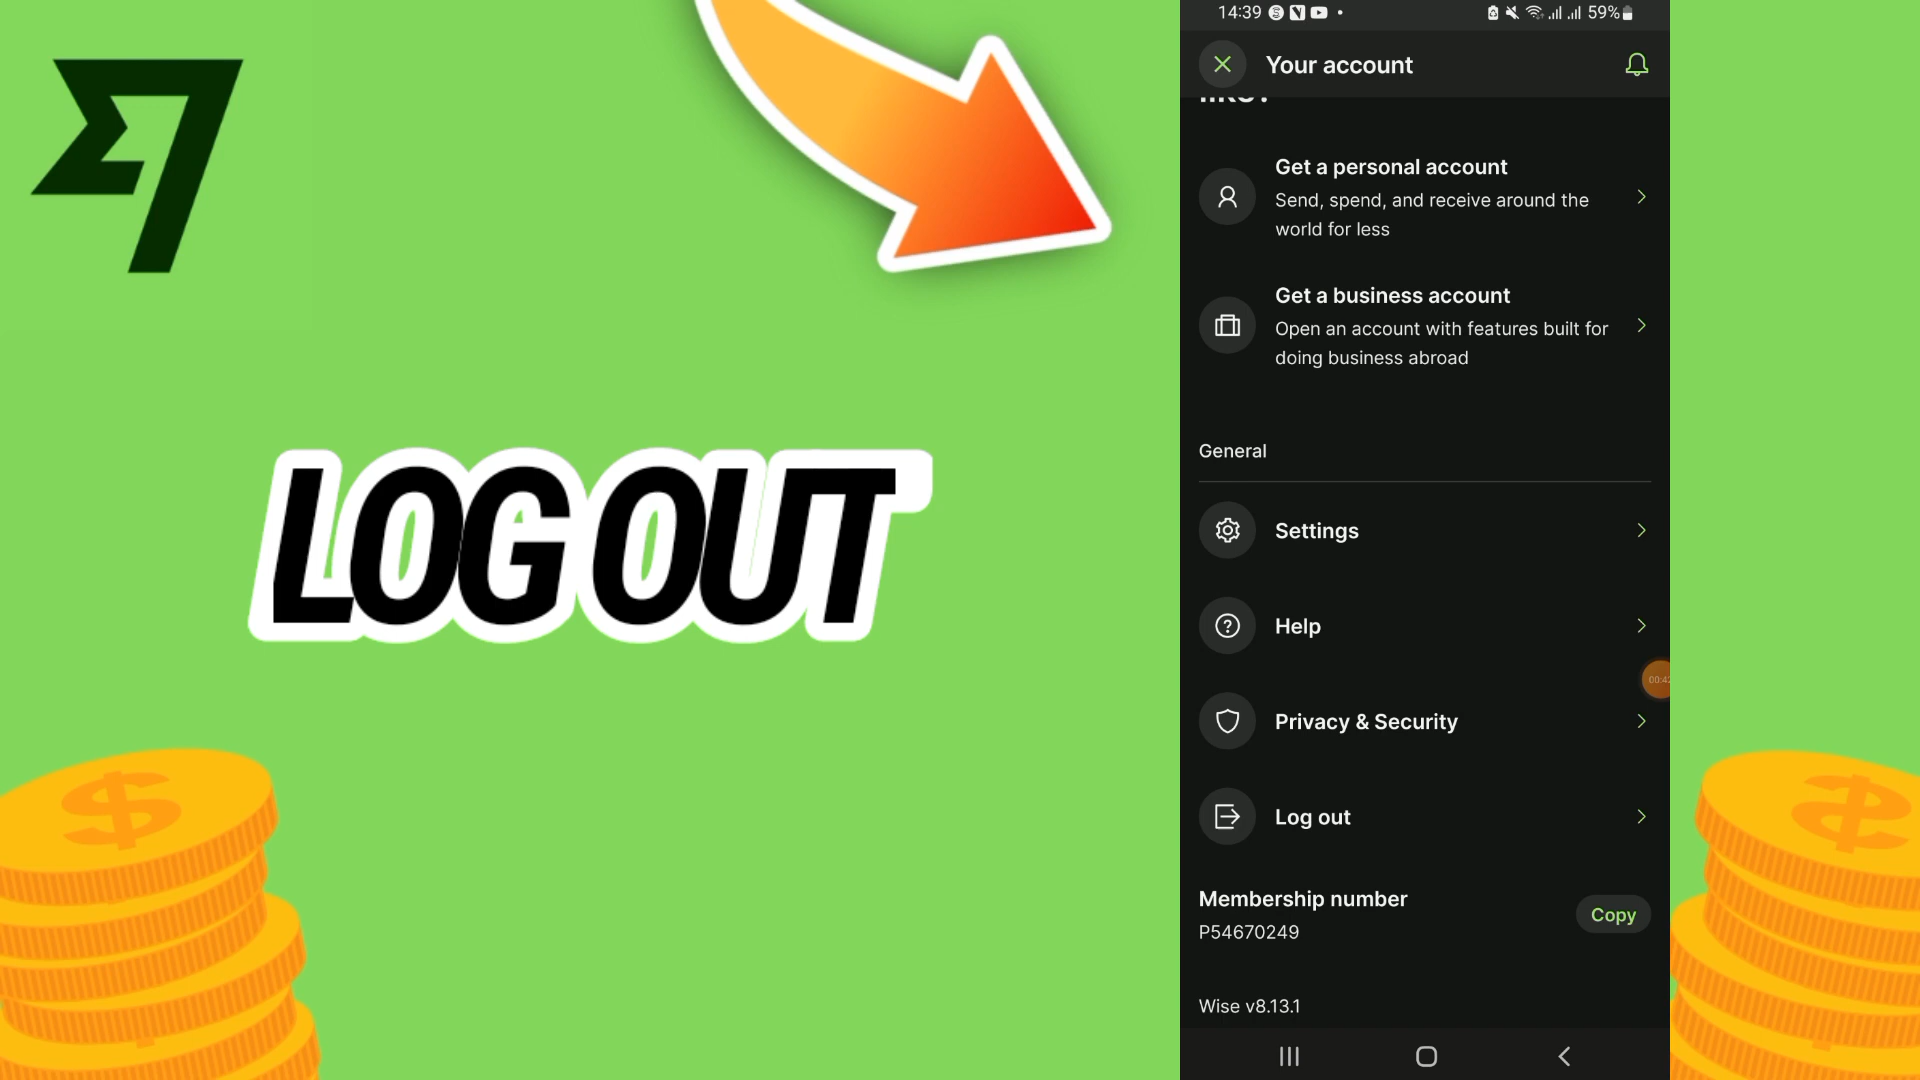 LOG OUT
14:39
59%
Your account
Get a personal account
Send, spend, and receive around the
world for less
Get a business account
Open an account with features built for
doing business abroad
General
Settings
Help
Privacy & Security
Log out
Membership number
P54670249
Copy
Wise v8.13.1